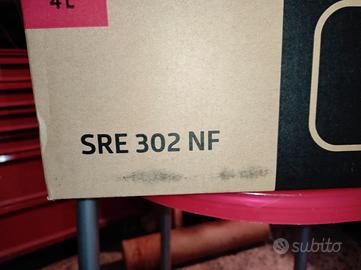 4L
SRE 302 NF
subito